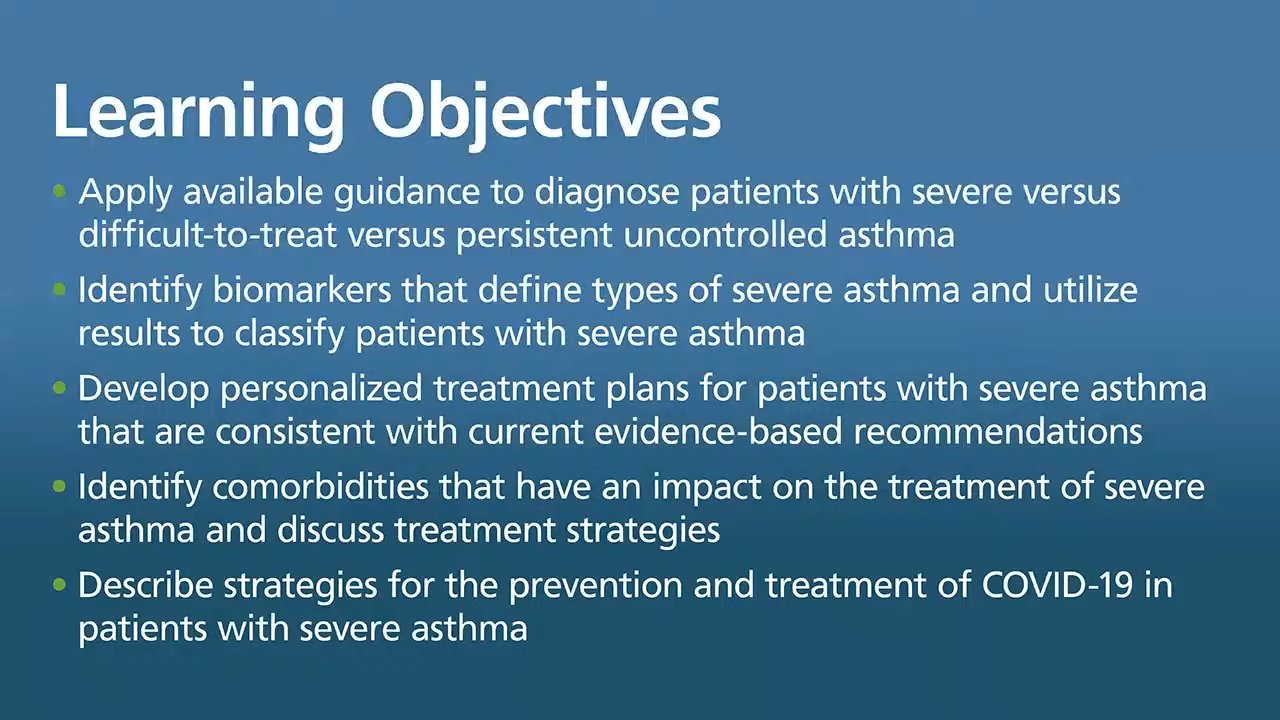 Learning Objectives
• Apply available guidance to diagnose patients with severe versus
difficult-to-treat versus persistent uncontrolled asthma
• Identify biomarkers that define types of severe asthma and utilize
results to classify patients with severe asthma
• Develop personalized treatment plans for patients with severe asthma
that are consistent with current evidence-based recommendations
• Identify comorbidities that have an impact on the treatment of severe
asthma and discuss treatment strategies
• Describe strategies for the prevention and treatment of COVID-19 in
patients with severe asthma